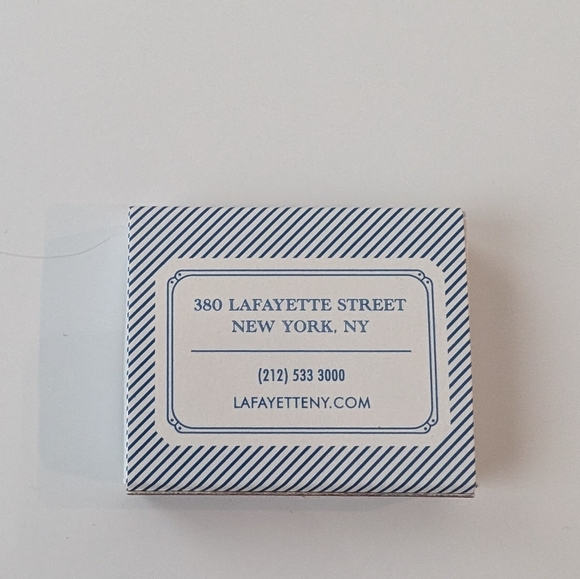 380 LAFAYETTE STREET
NEW YORK, NY
(212) 533 3000
LAFAYETTENY.COM